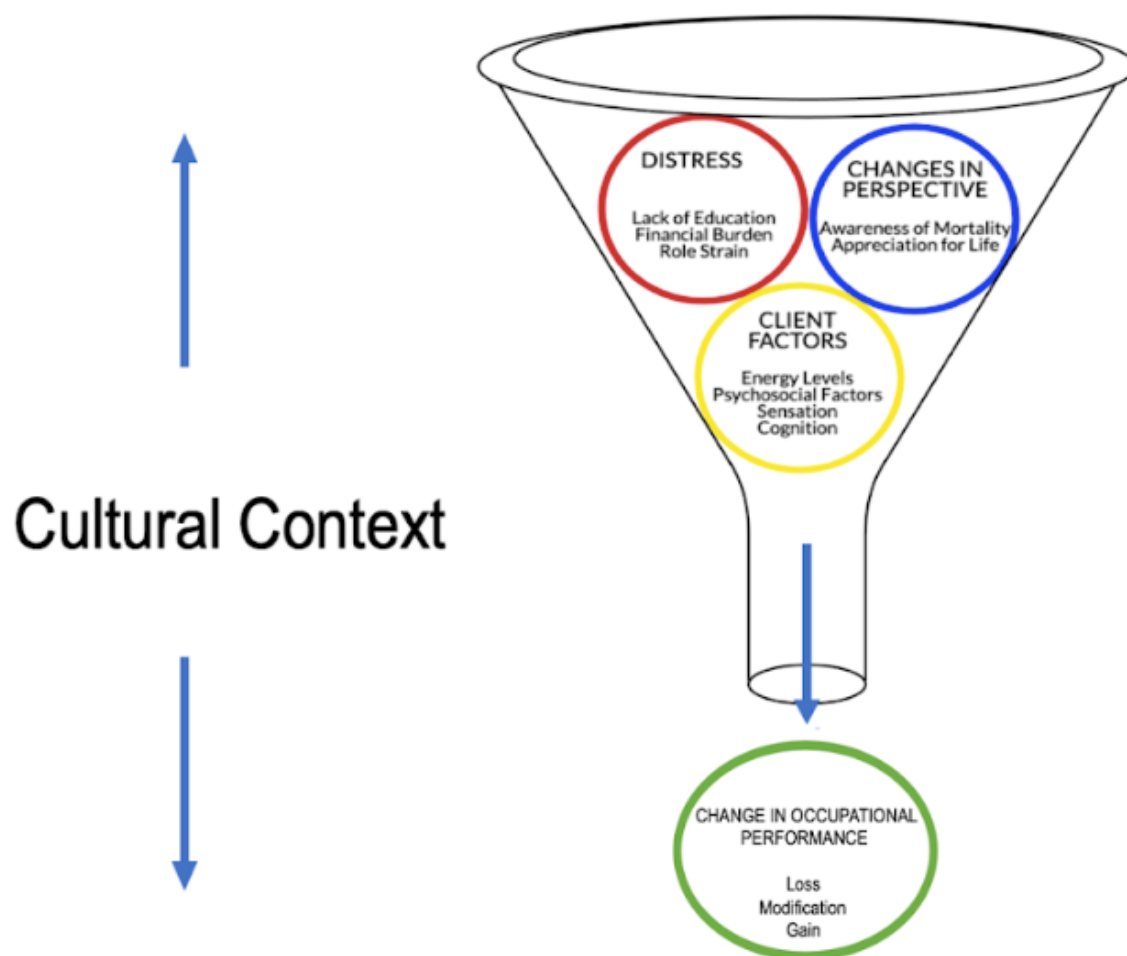 DISTRESS
Lack of Education
Financial Burden
Role Strain
CHANGES IN
PERSPECTIVE
Awareness of Mortality
Appreciation for Life
CLIENT
FACTORS
Energy Levels
Psychosocial Factors
Sensation
Cognition
Cultural Context
CHANGE IN OCCUPATIONAL
PERFORMANCE
Loss
Modification
Gain